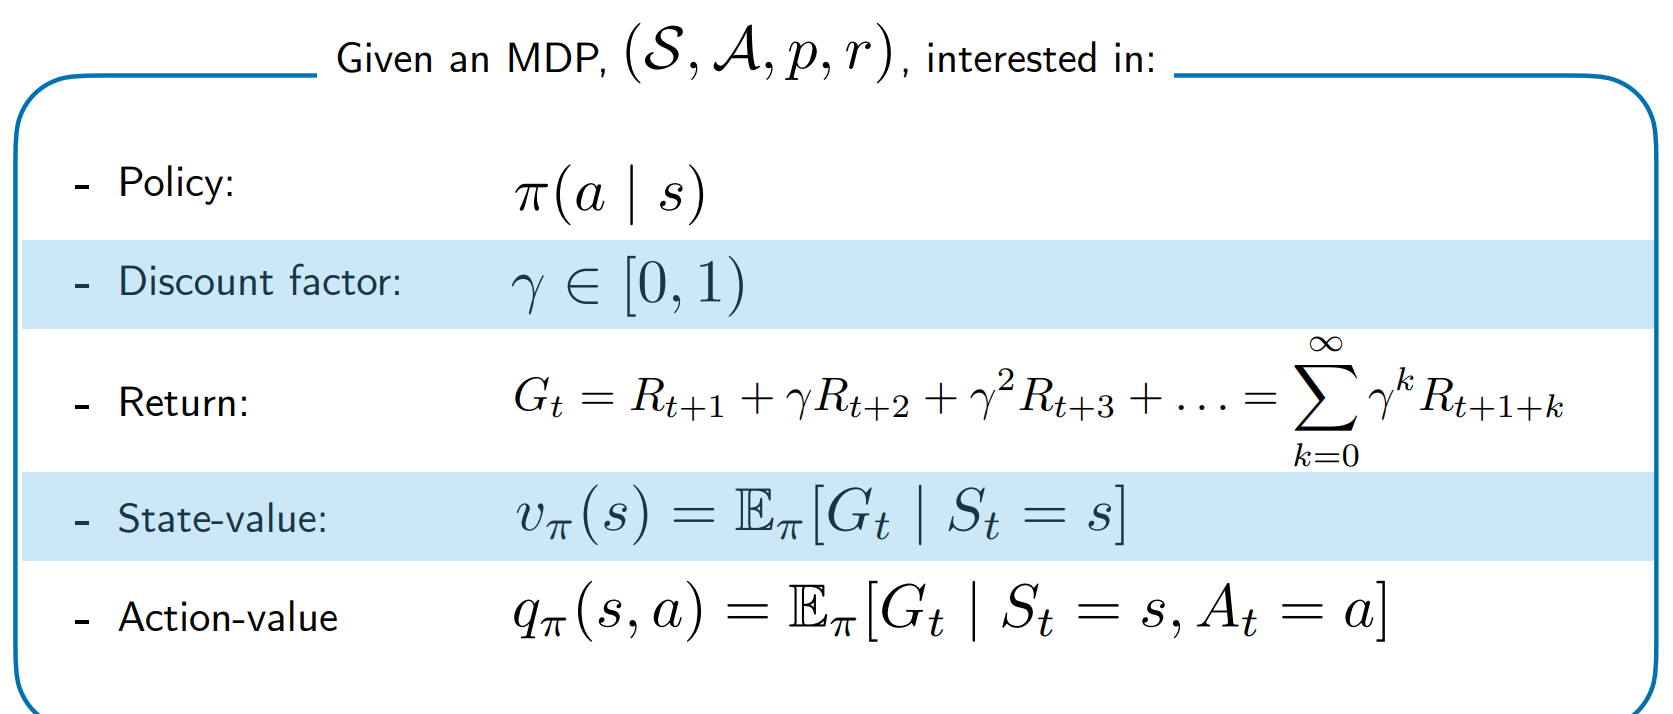 Given an MDP, (𝒮, 𝒜, p, r), interested in:
- Policy: π(a | s)
- Discount factor: γ ∈ [0, 1)
- Return: G_t = R_{t+1} + γR_{t+2} + γ^2 R_{t+3} + … = ∑_{k=0}^{∞} γ^k R_{t+1+k}
- State-value: v_π(s) = 𝔼_π[G_t | S_t = s]
- Action-value q_π(s, a) = 𝔼_π[G_t | S_t = s, A_t = a]